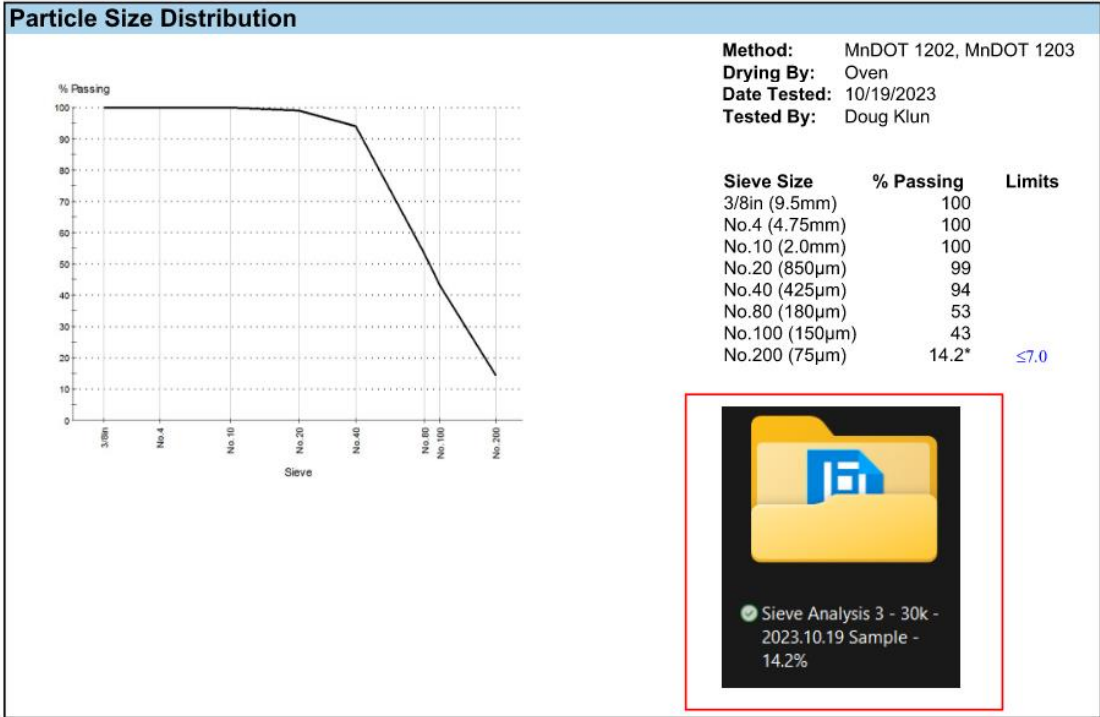 Particle Size Distribution
Method: MnDOT 1202, MnDOT 1203
Drying By: Oven
Date Tested: 10/19/2023
Tested By: Doug Klun
% Passing
100
90
80
70
60
50
40
30
20
10
0
3/8in
No.4
No.10
No.20
No.40
No.80
No.100
No.200
Sieve
Sieve Size % Passing Limits
3/8in (9.5mm) 100
No.4 (4.75mm) 100
No.10 (2.0mm) 100
No.20 (850µm) 99
No.40 (425µm) 94
No.80 (180µm) 53
No.100 (150µm) 43
No.200 (75µm) 14.2* ≤7.0
Sieve Analysis 3 - 30k -
2023.10.19 Sample -
14.2%